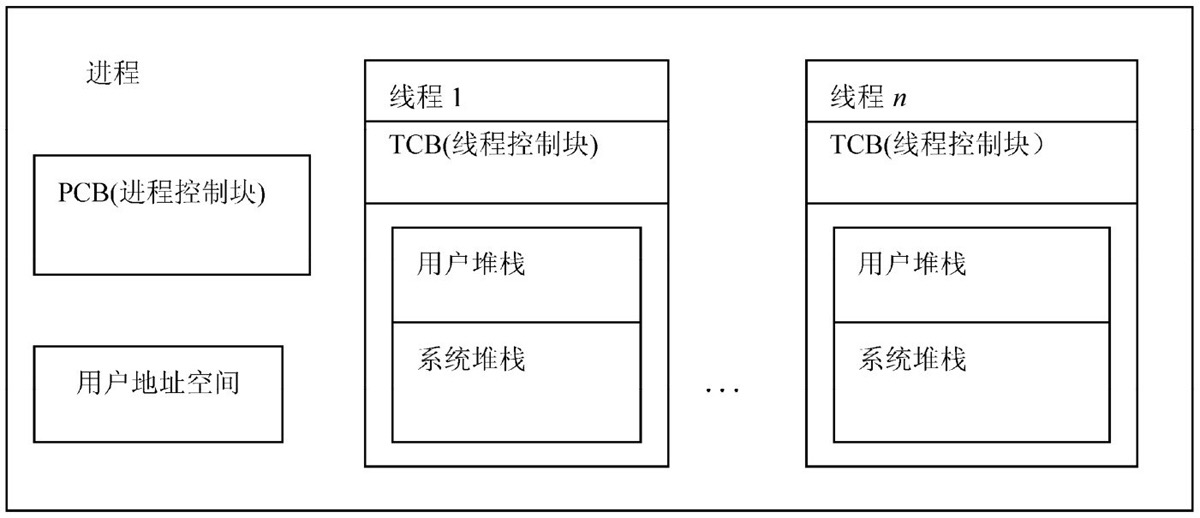 进程
PCB(进程控制块)
用户地址空间
线程 1
TCB(线程控制块)
用户堆栈
系统堆栈
...
线程 n
TCB(线程控制块）
用户堆栈
系统堆栈